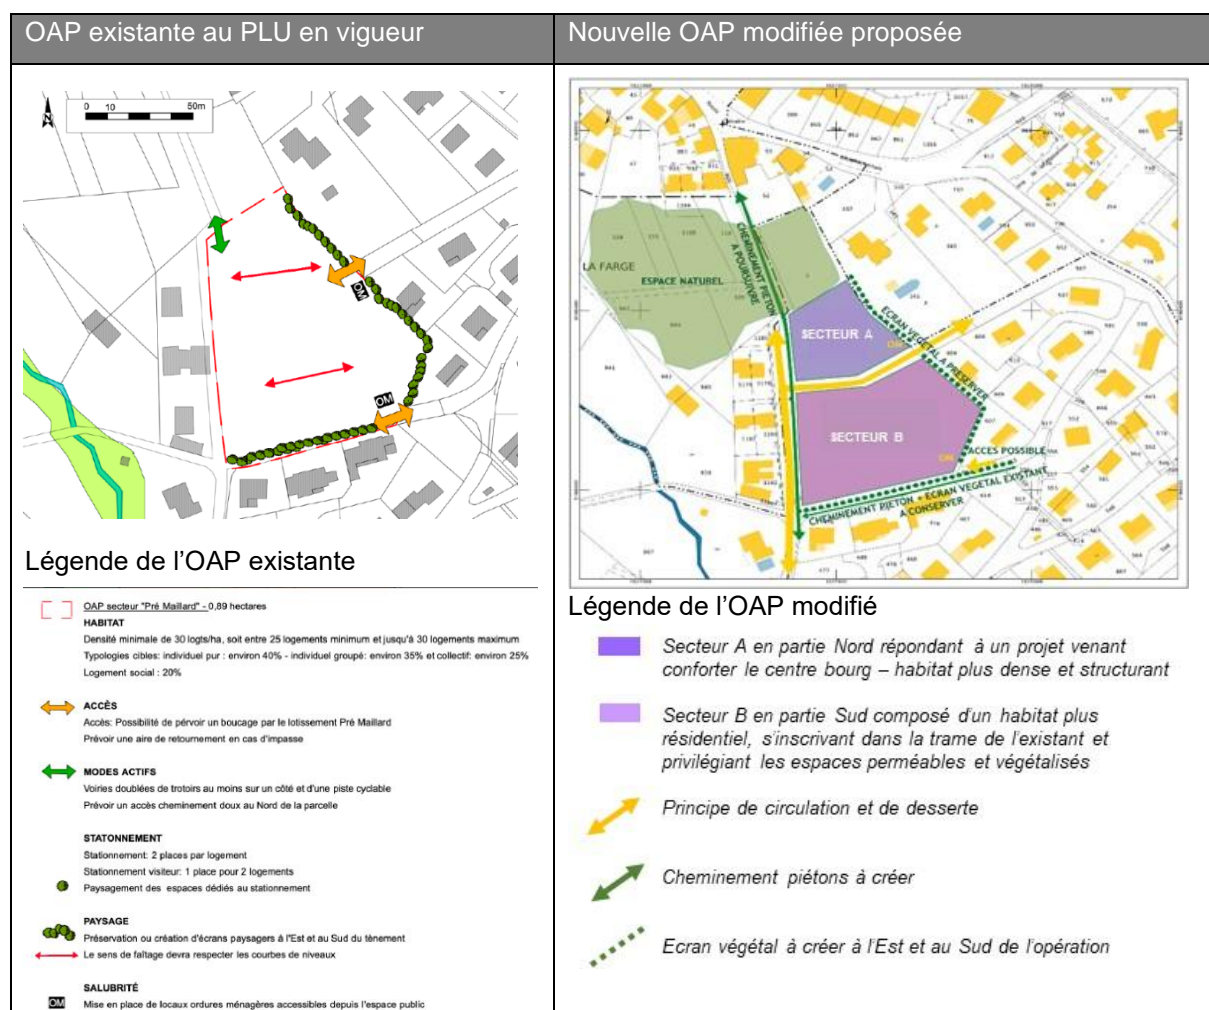 OAP existante au PLU en vigueur
Nouvelle OAP modifiée proposée
N
0 10 50m
OM
OM
Légende de l'OAP existante
OAP secteur "Pré Maillard" - 0,89 hectares
HABITAT
Densité minimale de 30 logts/ha, soit entre 25 logements minimum et jusqu'à 30 logements maximum
Typologies cibles: individuel pur : environ 40% - individuel groupé: environ 35% et collectif: environ 25%
Logement social : 20%
ACCÈS
Accès: Possibilité de pérvoir un boucage par le lotissement Pré Maillard
Prévoir une aire de retournement en cas d'impasse
MODES ACTIFS
Voiries doublées de trotoirs au moins sur un côté et d'une piste cyclable
Prévoir un accès cheminement doux au Nord de la parcelle
STATONNEMENT
Stationnement: 2 places par logement
Stationnement visiteur: 1 place pour 2 logements
Paysagement des espaces dédiés au stationnement
PAYSAGE
Préservation ou création d'écrans paysagers à l'Est et au Sud du tènement
Le sens de faîtage devra respecter les courbes de niveaux
SALUBRITÉ
OM Mise en place de locaux ordures ménagères accessibles depuis l'espace public
LA FARGE
ESPACE NATUREL
CHEMINEMENT PIETON
A POURSUIVRE
SECTEUR A
OM
ECRAN VEGETAL A PRESERVER
SECTEUR B
OM
ACCES POSSIBLE
CHEMINEMENT PIETON + ECRAN VEGETAL EXISTANT
A CONSERVER
Légende de l'OAP modifié
Secteur A en partie Nord répondant à un projet venant
conforter le centre bourg – habitat plus dense et structurant
Secteur B en partie Sud composé d'un habitat plus
résidentiel, s'inscrivant dans la trame de l'existant et
privilégiant les espaces perméables et végétalisés
Principe de circulation et de desserte
Cheminement piétons à créer
Ecran végétal à créer à l'Est et au Sud de l'opération